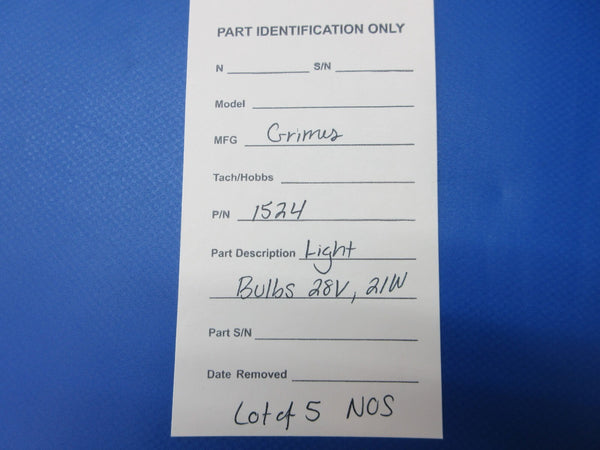 PART IDENTIFICATION ONLY
N S/N
Model
MFG Grimes
Tach/Hobbs
P/N 1524
Part Description Light
Bulbs 28V, 21W
Part S/N
Date Removed
Lot of 5 NOS